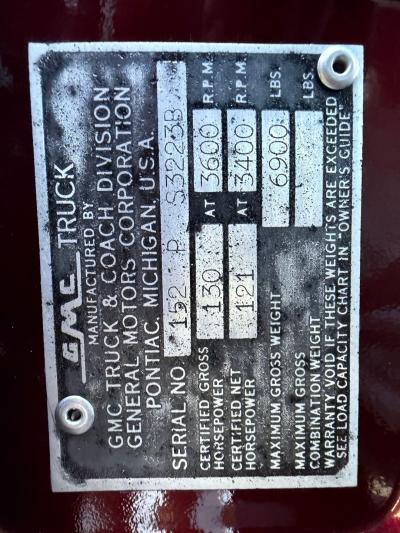 GMC TRUCK
MANUFACTURED BY
GMC TRUCK & COACH DIVISION
GENERAL MOTORS CORPORATION
PONTIAC, MICHIGAN, U.S.A.
SERIAL NO. 152 P S3223B
CERTIFIED GROSS HORSEPOWER 130 AT 3600 R.P.M.
CERTIFIED NET HORSEPOWER 121 AT 3400 R.P.M.
MAXIMUM GROSS WEIGHT 6900 LBS.
MAXIMUM GROSS COMBINATION WEIGHT LBS.
WARRANTY VOID IF THESE WEIGHTS ARE EXCEEDED
SEE LOAD CAPACITY CHART IN "OWNER'S GUIDE"